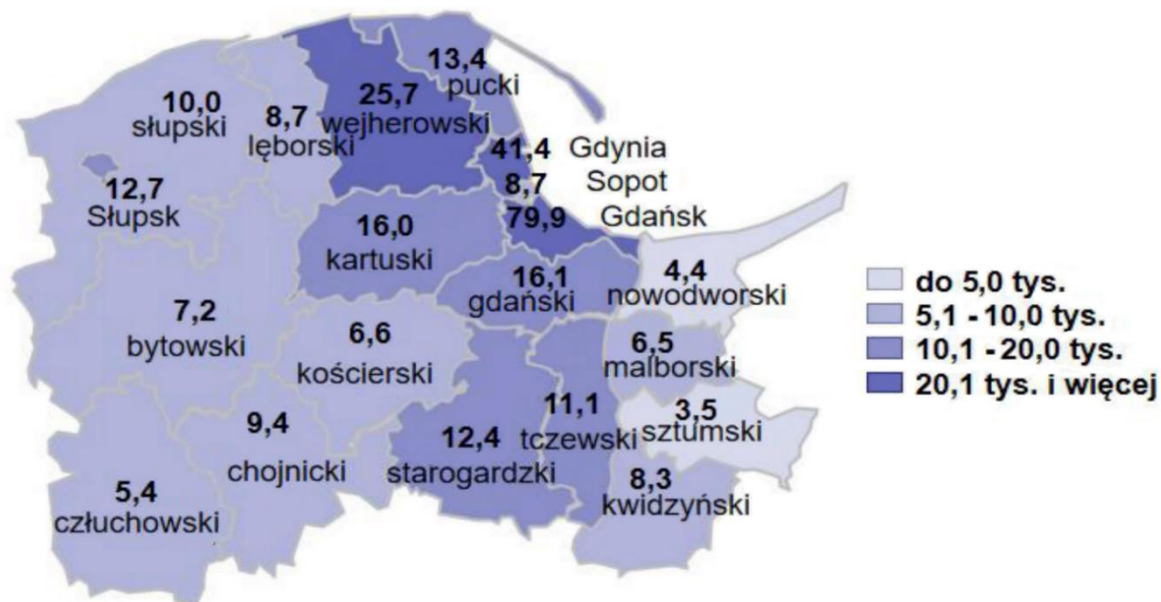 13,4
pucki
10,0
słupski
8,7
lęborski
25,7
wejherowski
41,4 Gdynia
8,7 Sopot
79,9 Gdańsk
12,7
Słupsk
16,0
kartuski
16,1
gdański
4,4
nowodworski
7,2
bytowski
6,6
kościerski
6,5
malborski
9,4
chojnicki
12,4
starogardzki
11,1
tczewski
3,5
sztumski
5,4
człuchowski
8,3
kwidzyński
do 5,0 tys.
5,1 - 10,0 tys.
10,1 - 20,0 tys.
20,1 tys. i więcej